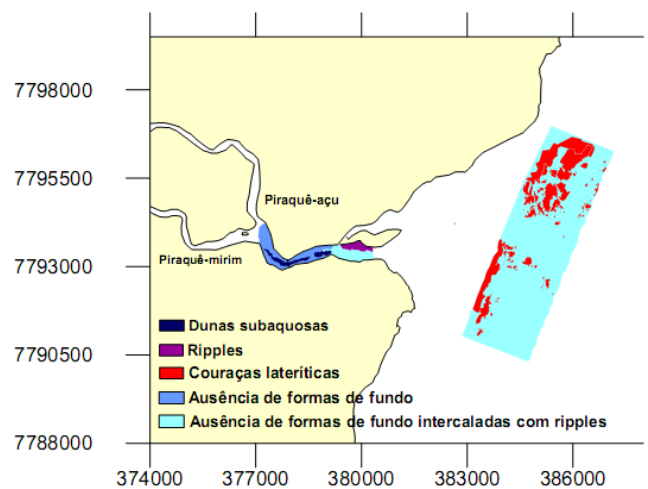 7798000
7795500
Piraquê-açu
Piraquê-mirim
7793000
Dunas subaquosas
7790500
Ripples
Couraças lateríticas
Ausência de formas de fundo
Ausência de formas de fundo intercaladas com ripples
7788000
374000 377000 380000 383000 386000